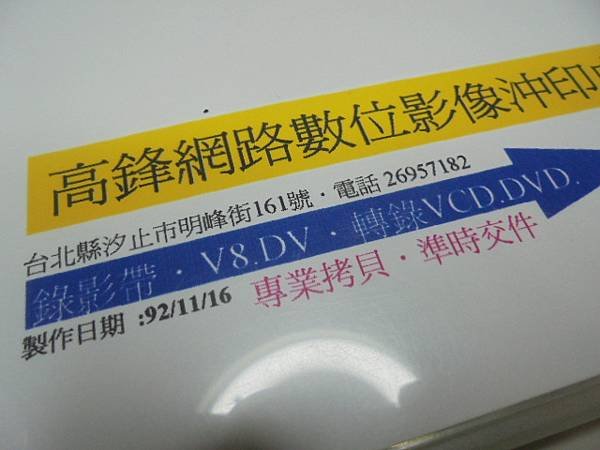 高鋒網路數位影像沖印
台北縣汐止市明峰街161號・電話 26957182
錄影帶・V8.DV・轉錄VCD.DVD.
製作日期 :92/11/16 專業拷貝・準時交件